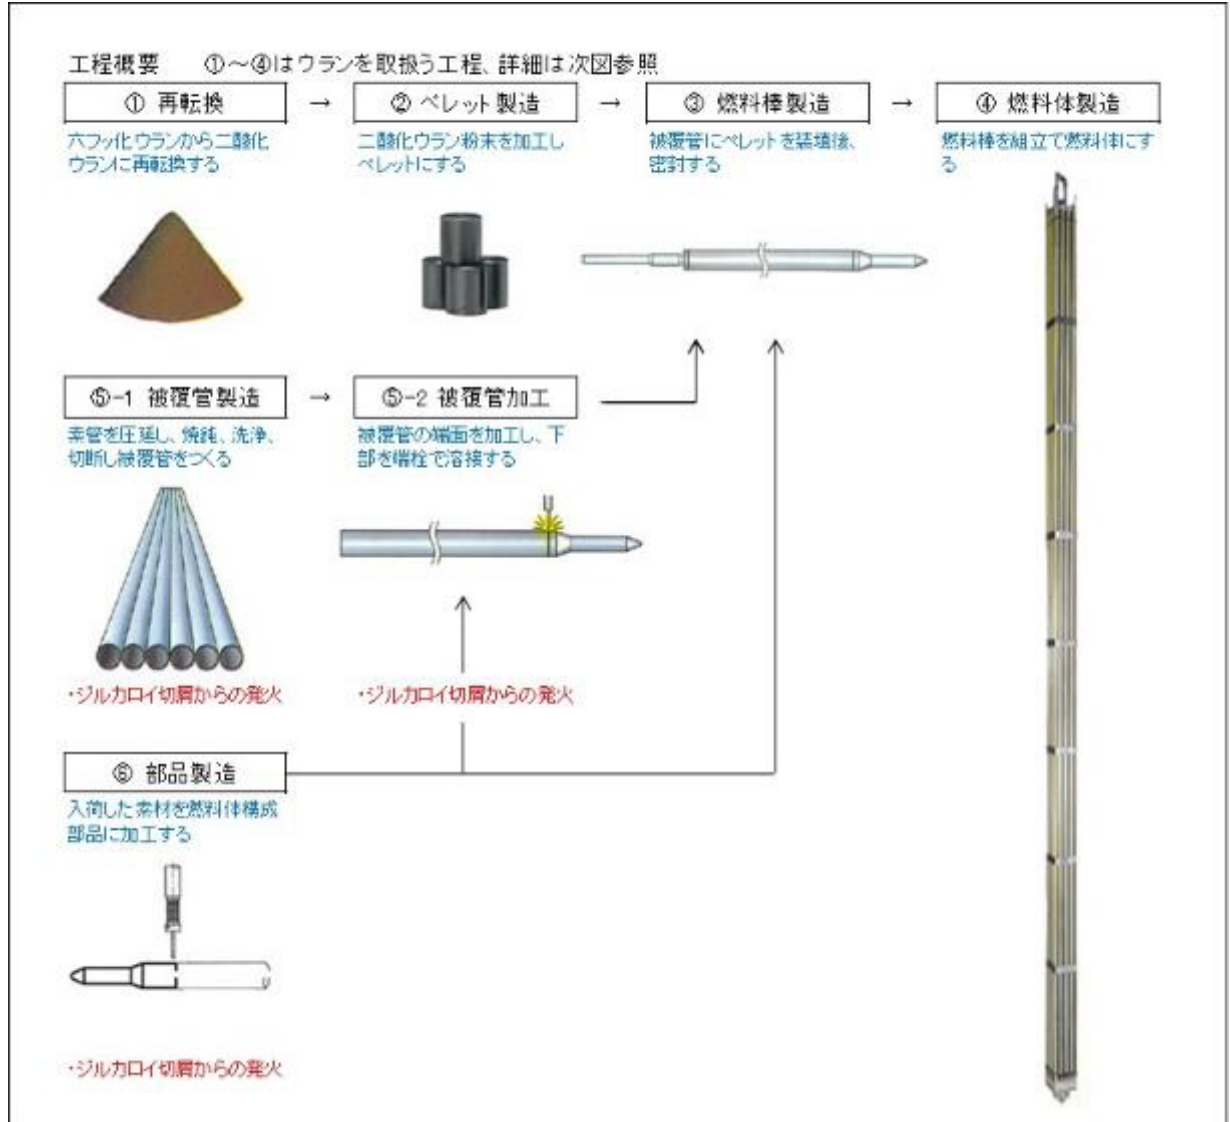 工程概要 ①～④はウランを取扱う工程、詳細は次図参照
① 再転換 → ② ペレット製造 → ③ 燃料棒製造 → ④ 燃料体製造
六フッ化ウランから二酸化
ウランに再転換する
二酸化ウラン粉末を加工し
ペレットにする
被覆管にペレットを装填後、
密封する
燃料棒を組立て燃料体にす
る
⑤-1 被覆管製造 → ⑤-2 被覆管加工
素管を圧延し、焼鈍、洗浄、
切断し被覆管をつくる
被覆管の端面を加工し、下
部を端栓で溶接する
・ジルカロイ切屑からの発火
・ジルカロイ切屑からの発火
⑥ 部品製造
入荷した素材を燃料体構成
部品に加工する
・ジルカロイ切屑からの発火